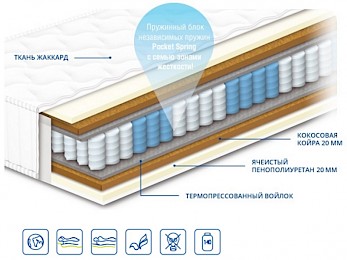 Пружинный блок
независимых пружин
Pocket Spring
с семью зонами
жесткости!
ТКАНЬ ЖАККАРД
КОКОСОВАЯ
КОЙРА 20 ММ
ЯЧЕИСТЫЙ
ПЕНОПОЛИУРЕТАН 20 ММ
ТЕРМОПРЕССОВАННЫЙ ВОЙЛОК